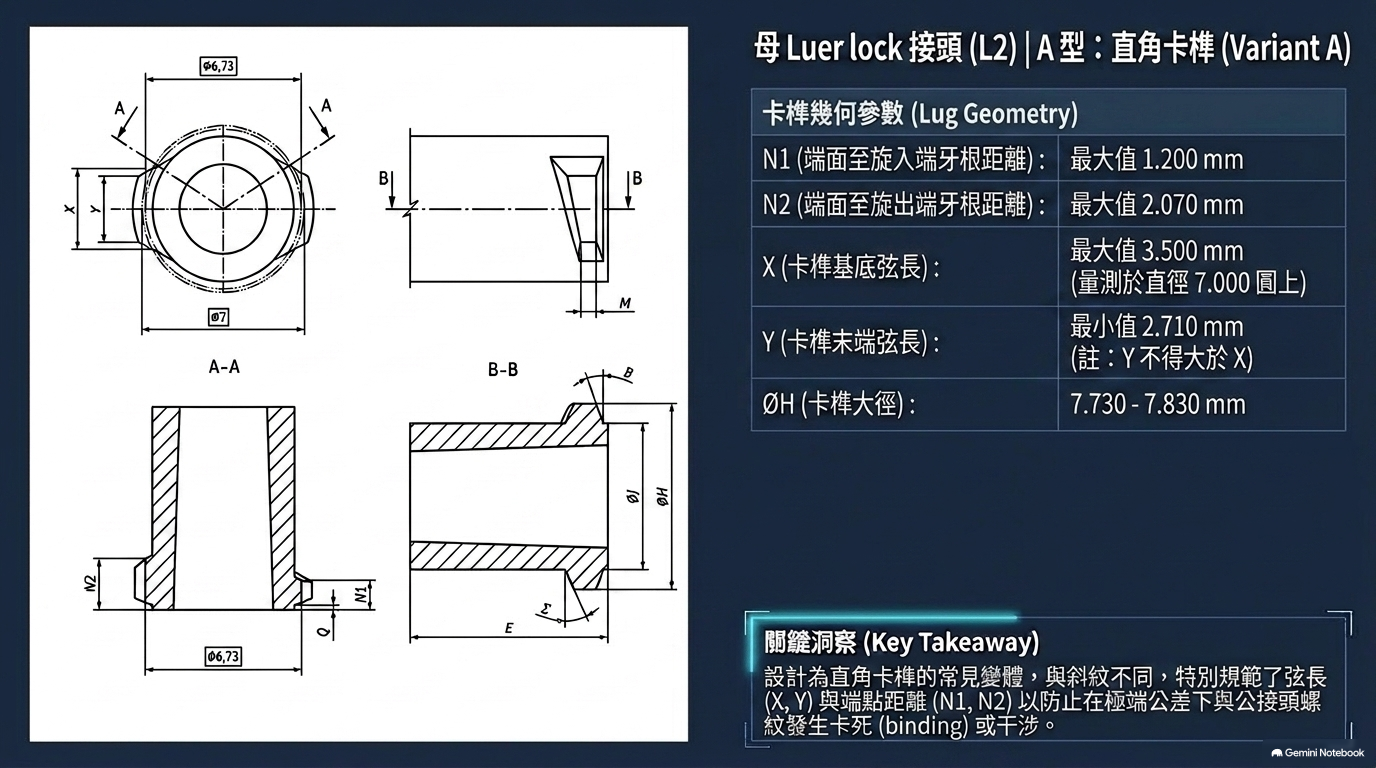 母 Luer lock 接頭 (L2) | A 型：直角卡榫 (Variant A)
ø6,73
A
A
X
Y
ø7
B
B
M
A-A
N2
N1
Q
ø6,73
B-B
B
øJ
øH
Σ
E
卡榫幾何參數 (Lug Geometry)
N1 (端面至旋入端牙根距離) : 最大值 1.200 mm
N2 (端面至旋出端牙根距離) : 最大值 2.070 mm
X (卡榫基底弦長) : 最大值 3.500 mm
(量測於直徑 7.000 圓上)
Y (卡榫末端弦長) : 最小值 2.710 mm
(註：Y 不得大於 X)
ØH (卡榫大徑) : 7.730 - 7.830 mm
關鍵洞察 (Key Takeaway)
設計為直角卡榫的常見變體，與斜紋不同，特別規範了弦長
(X, Y) 與端點距離 (N1, N2) 以防止在極端公差下與公接頭螺
紋發生卡死 (binding) 或干涉。
Gemini Notebook